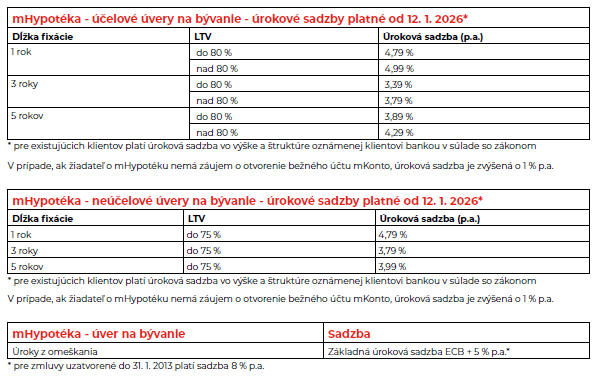 mHypotéka - účelové úvery na bývanie - úrokové sadzby platné od 12. 1. 2026*
Dĺžka fixácie LTV Úroková sadzba (p.a.)
1 rok do 80 % 4,79 %
nad 80 % 4,99 %
3 roky do 80 % 3,39 %
nad 80 % 3,79 %
5 rokov do 80 % 3,89 %
nad 80 % 4,29 %
* pre existujúcich klientov platí úroková sadzba vo výške a štruktúre oznámenej klientovi bankou v súlade so zákonom
V prípade, ak žiadateľ o mHypotéku nemá záujem o otvorenie bežného účtu mKonto, úroková sadzba je zvýšená o 1 % p.a.
mHypotéka - neúčelové úvery na bývanie - úrokové sadzby platné od 12. 1. 2026*
Dĺžka fixácie LTV Úroková sadzba (p.a.)
1 rok do 75 % 4,79 %
3 roky do 75 % 3,79 %
5 rokov do 75 % 3,99 %
* pre existujúcich klientov platí úroková sadzba vo výške a štruktúre oznámenej klientovi bankou v súlade so zákonom
V prípade, ak žiadateľ o mHypotéku nemá záujem o otvorenie bežného účtu mKonto, úroková sadzba je zvýšená o 1 % p.a.
mHypotéka - úver na bývanie Sadzba
Úroky z omeškania Základná úroková sadzba ECB + 5 % p.a.*
* pre zmluvy uzatvorené do 31. 1. 2013 platí sadzba 8 % p.a.